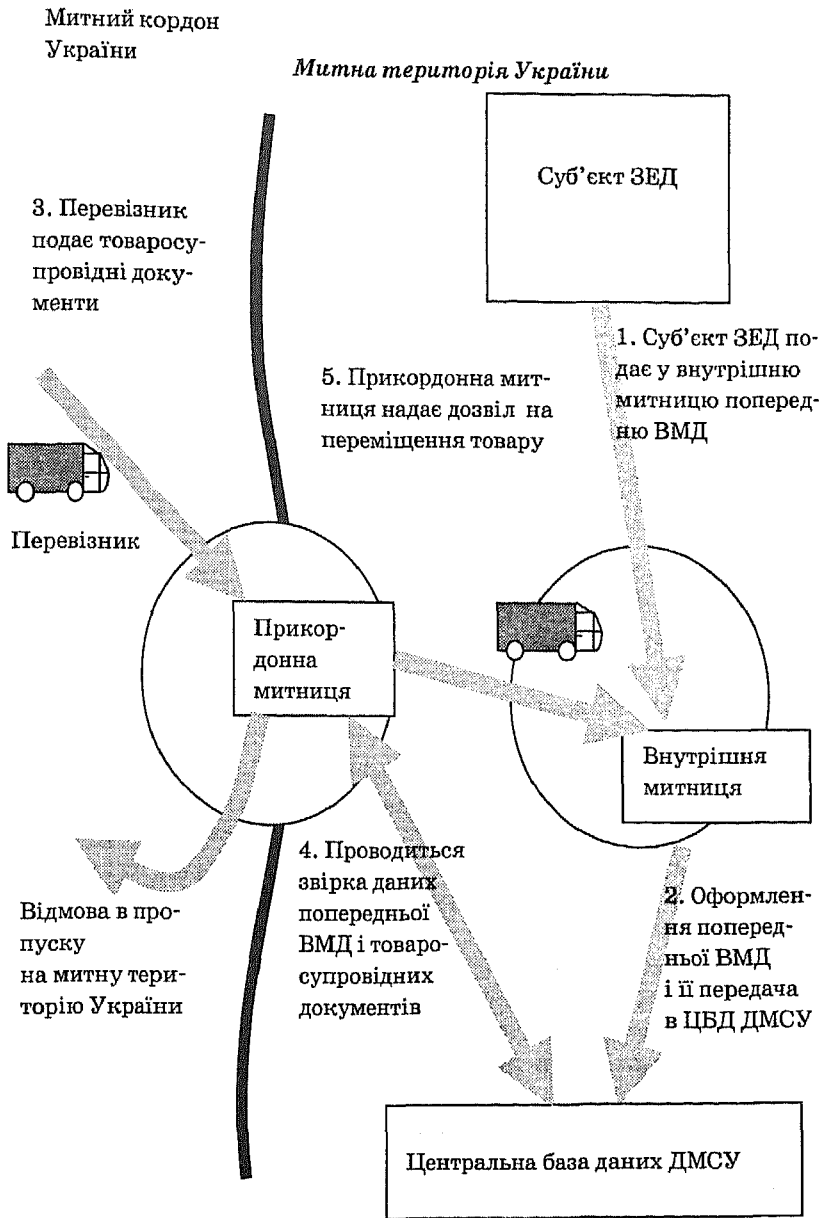 Митний кордон
України
Митна територія України
Суб’єкт ЗЕД
3. Перевізник
подає товаросу-
провідні доку-
менти
1. Суб’єкт ЗЕД по-
дає у внутрішню
митницю поперед-
ню ВМД
5. Прикордонна мит-
ниця надає дозвіл на
переміщення товару
Перевізник
Прикор-
донна
митниця
Внутрішня
митниця
4. Проводиться
звірка даних
попередньої
ВМД і товаро-
супровідних
документів
Відмова в про-
пуску
на митну тери-
торію України
2. Оформлен-
ня поперед-
ньої ВМД
і її передача
в ЦБД ДМСУ
Центральна база даних ДМСУ